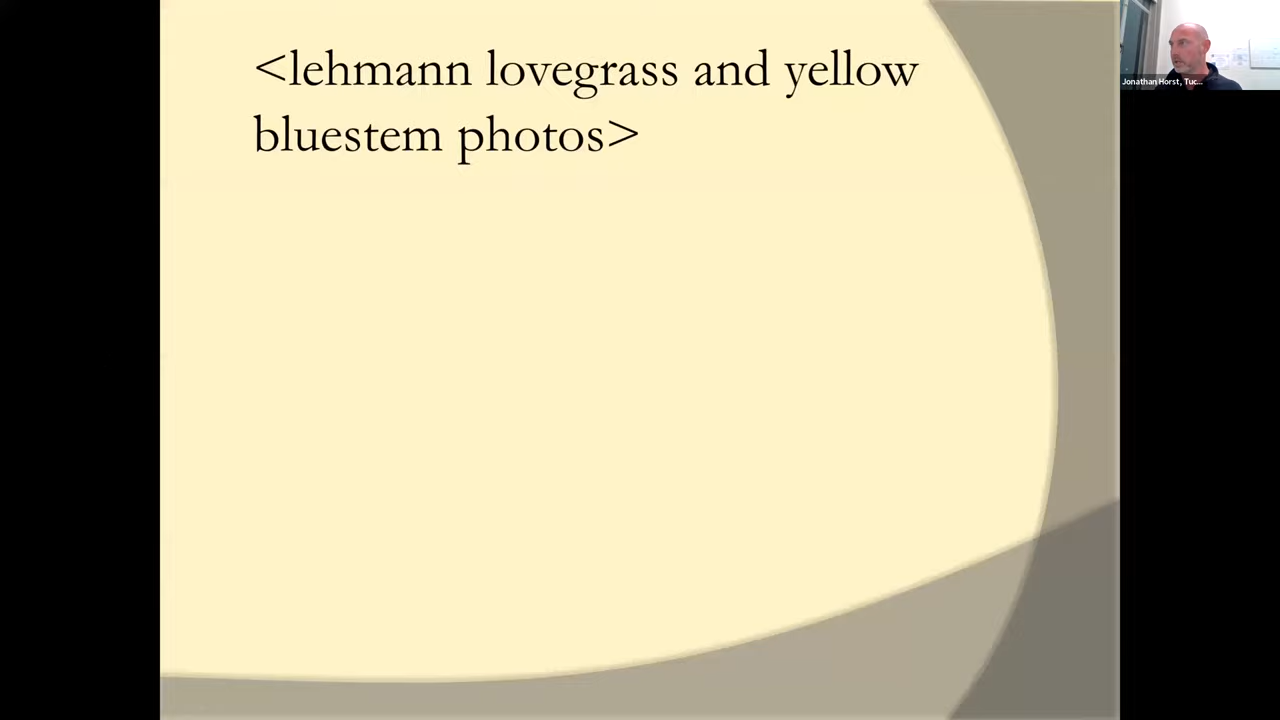 <lehmann lovegrass and yellow
bluestem photos>
Jonathan Horst, Tuc...